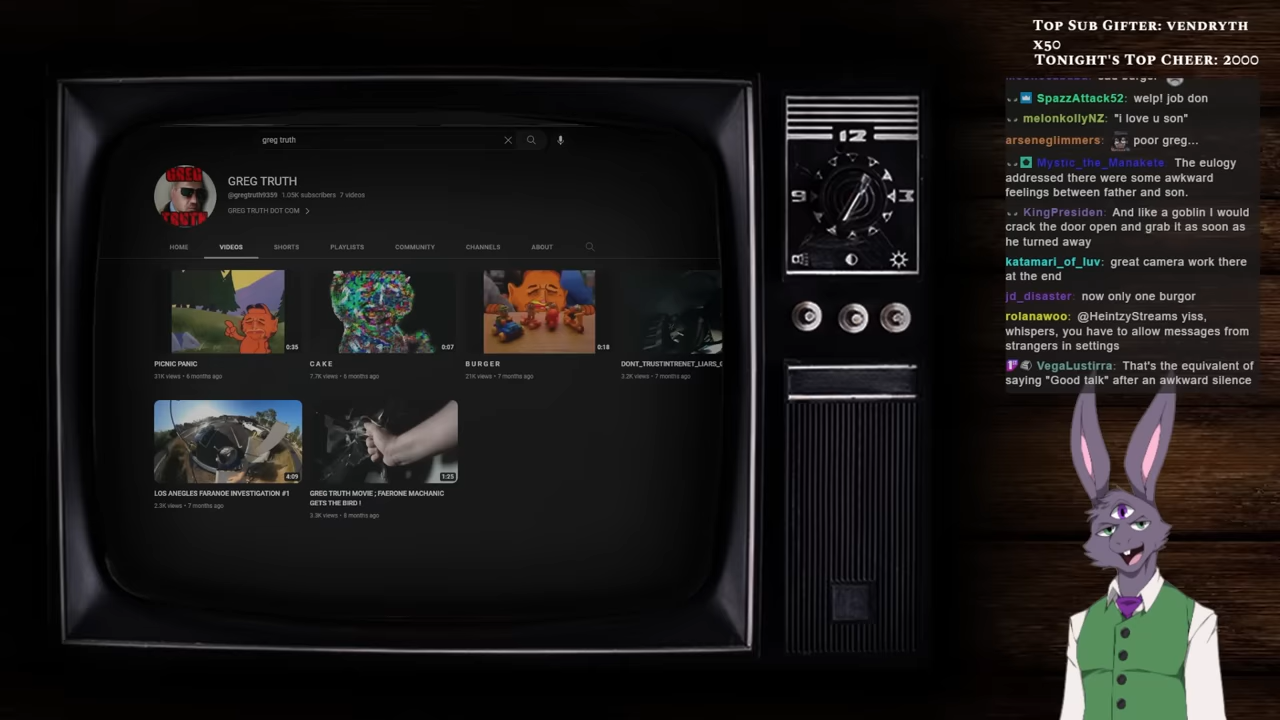 Top Sub Gifter: vendryth
x50
Tonight's Top Cheer: 2000
greg truth
GREG TRUTH
GREG TRUTH
@gregtruth9359 1.05K subscribers 7 videos
GREG TRUTH DOT COM
HOME VIDEOS SHORTS PLAYLISTS COMMUNITY CHANNELS ABOUT
0:35
0:07
0:18
PICNIC PANIC
31K views • 6 months ago
C A K E
7.7K views • 6 months ago
B U R G E R
21K views • 7 months ago
DONT_TRUSTINTRENET_LIARS_
3.2K views • 7 months ago
4:09
1:25
LOS ANEGLES FARANOE INVESTIGATION #1
2.3K views • 7 months ago
GREG TRUTH MOVIE ; FAERONE MACHANIC
GETS THE BIRD !
3.3K views • 8 months ago
12
9
3
6
SpazzAttack52: welp! job don
melonkollyNZ: "i love u son"
arseneglimmers: poor greg...
Mystic_the_Manakete: The eulogy
addressed there were some awkward
feelings between father and son.
KingPresiden: And like a goblin I would
crack the door open and grab it as soon as
he turned away
katamari_of_luv: great camera work there
at the end
jd_disaster: now only one burgor
rolanawoo: @HeintzyStreams yiss,
whispers, you have to allow messages from
strangers in settings
VegaLustirra: That's the equivalent of
saying "Good talk" after an awkward silence